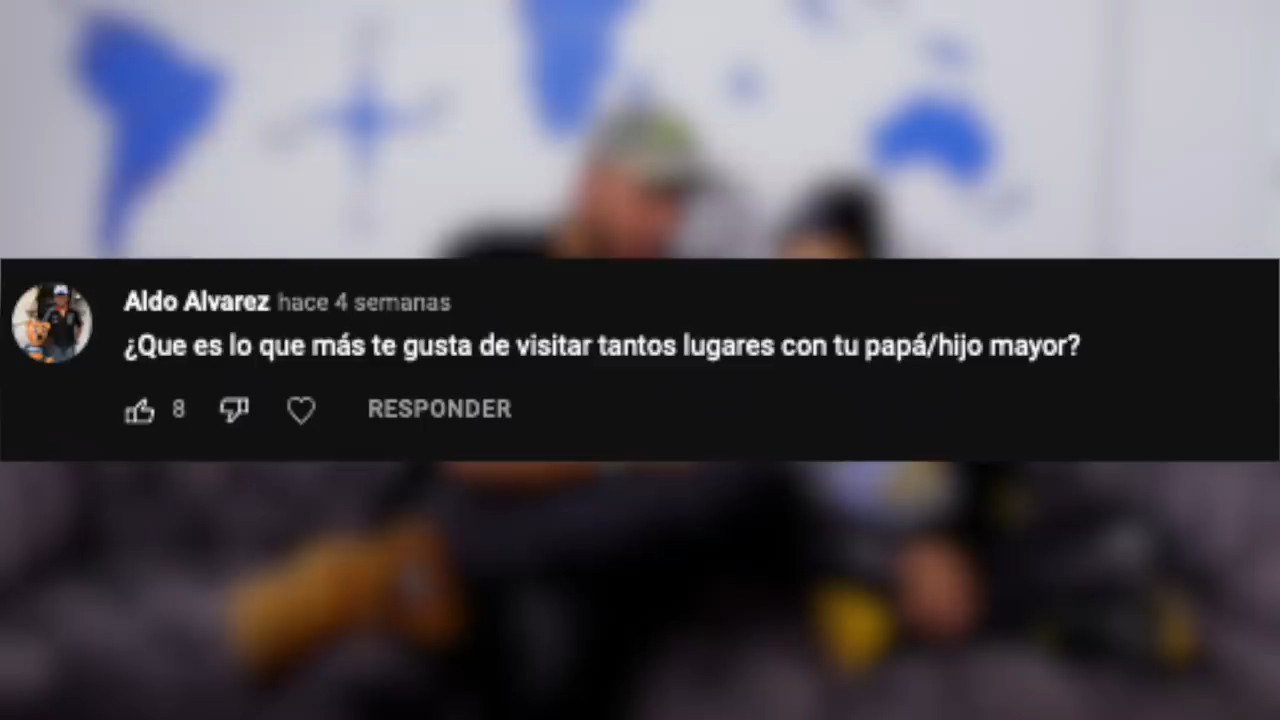 Aldo Alvarez hace 4 semanas
¿Que es lo que más te gusta de visitar tantos lugares con tu papá/hijo mayor?
8 RESPONDER